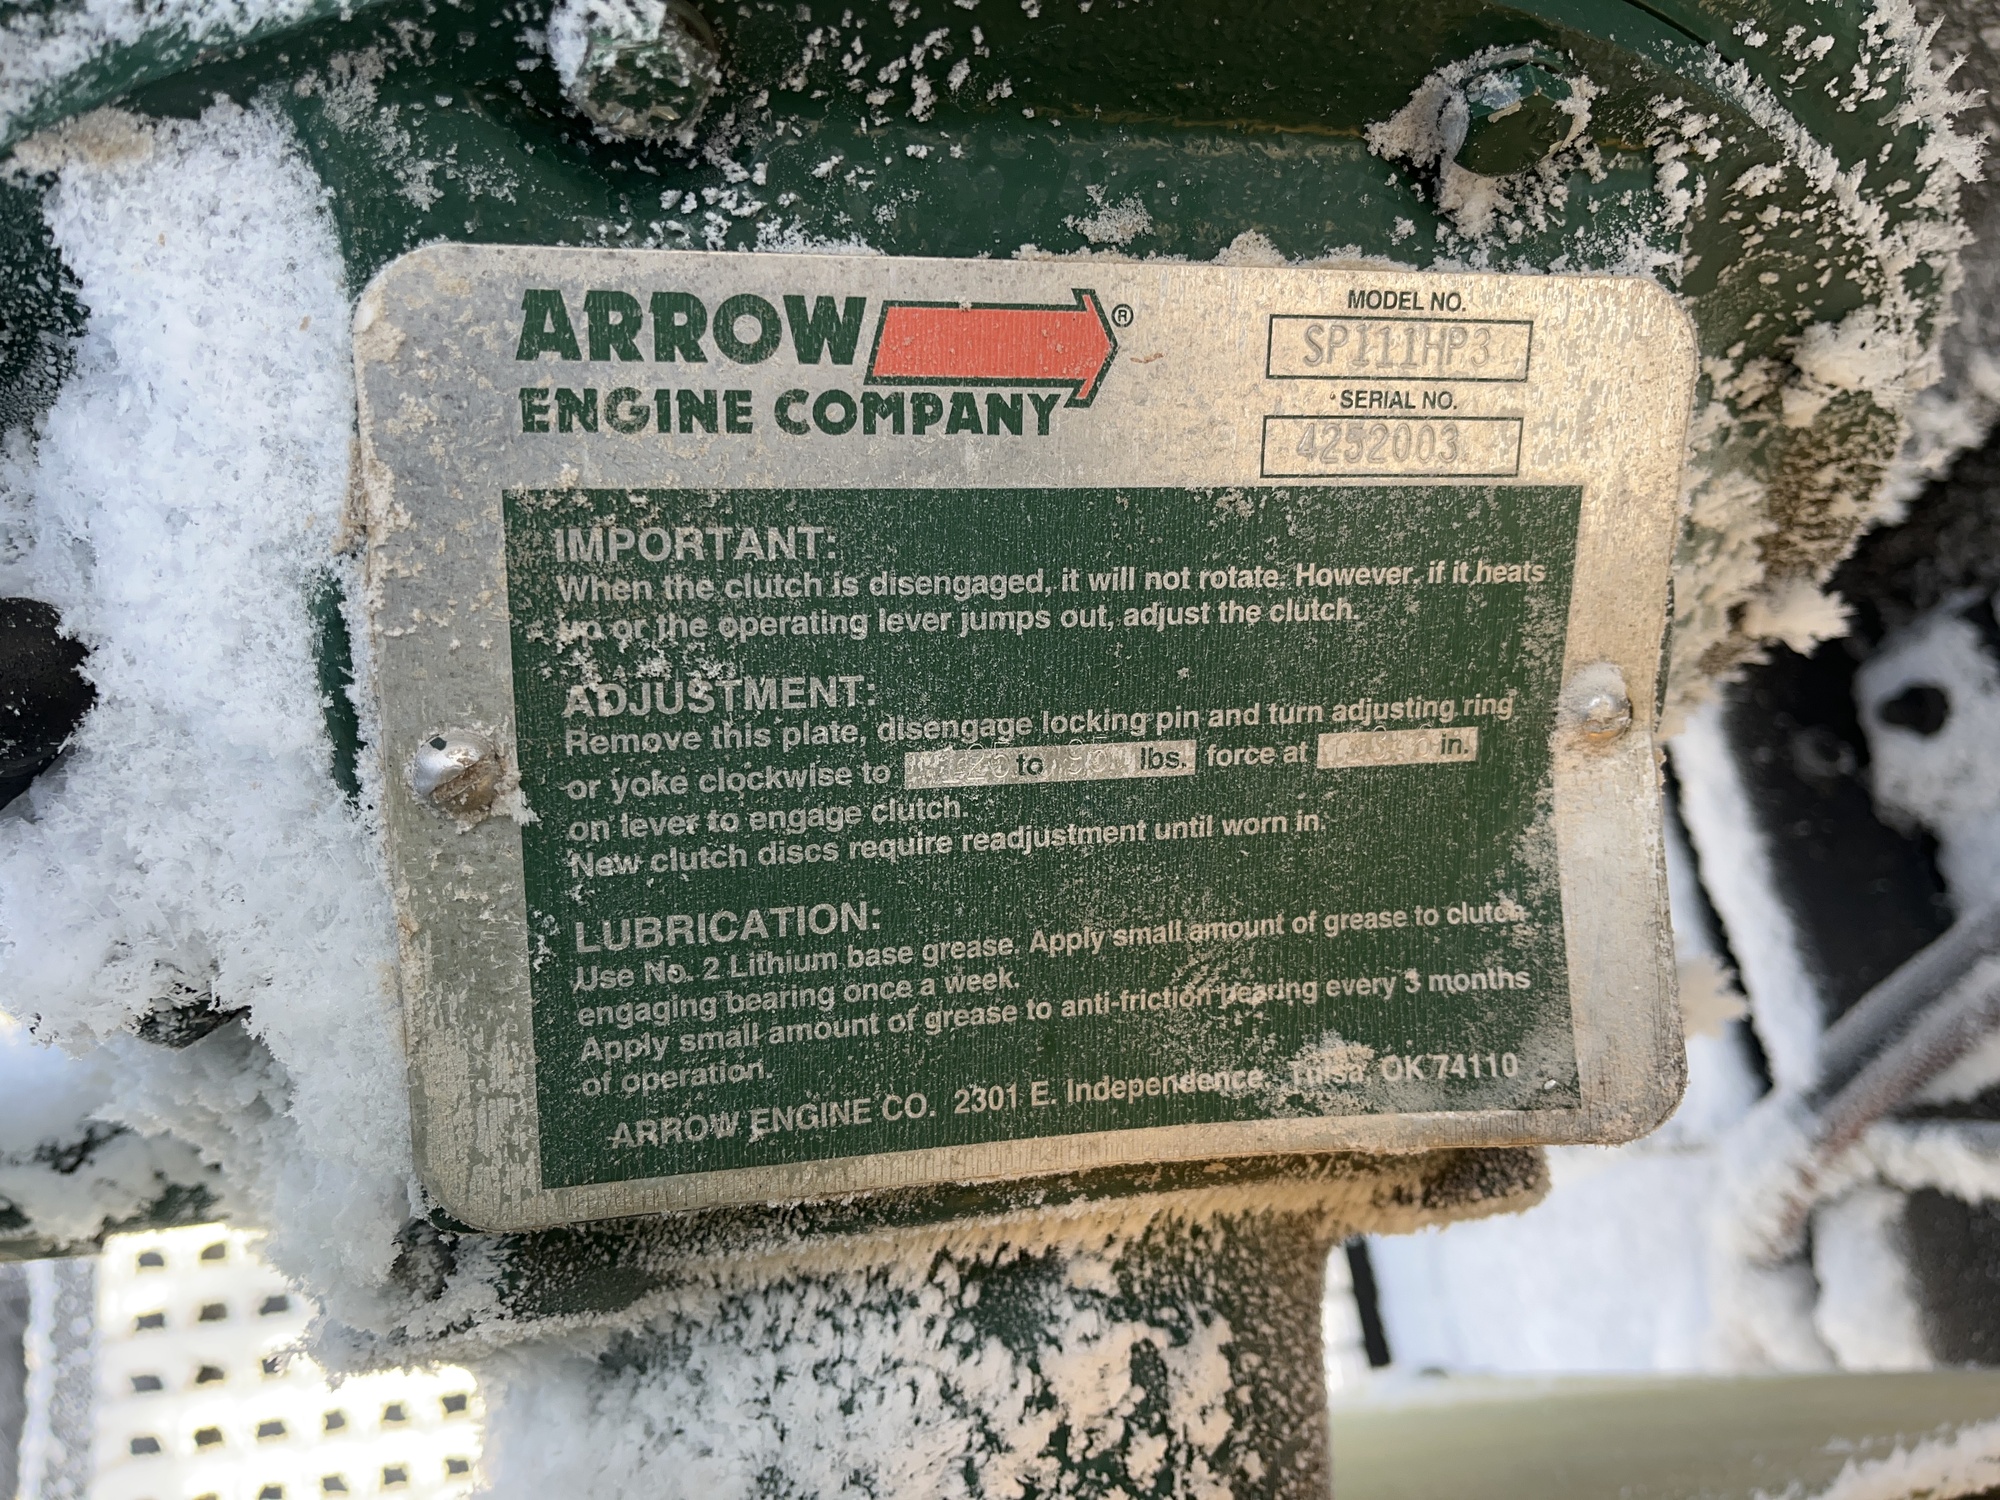 ARROW ®
ENGINE COMPANY
MODEL NO.
SP111HP3
SERIAL NO.
4252003
IMPORTANT:
When the clutch is disengaged, it will not rotate. However, if it heats
up or the operating lever jumps out, adjust the clutch.
ADJUSTMENT:
Remove this plate, disengage locking pin and turn adjusting ring
or yoke clockwise to to lbs. force at in.
on lever to engage clutch.
New clutch discs require readjustment until worn in.
LUBRICATION:
Use No. 2 Lithium base grease. Apply small amount of grease to clutch
engaging bearing once a week.
Apply small amount of grease to anti-friction bearing every 3 months
of operation.
ARROW ENGINE CO. 2301 E. Independence, Tulsa, OK 74110